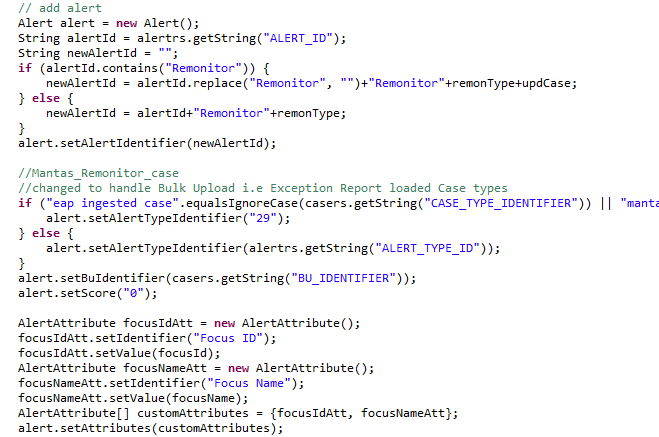 // add alert
Alert alert = new Alert();
String alertId = alertrs.getString("ALERT_ID");
String newAlertId = "";
if (alertId.contains("Remonitor")) {
newAlertId = alertId.replace("Remonitor", "")+"Remonitor"+remonType+updCase;
} else {
newAlertId = alertId+"Remonitor"+remonType;
}
alert.setAlertIdentifier(newAlertId);
//Mantas_Remonitor_case
//changed to handle Bulk Upload i.e Exception Report loaded Case types
if ("eap ingested case".equalsIgnoreCase(casers.getString("CASE_TYPE_IDENTIFIER")) || "manta
alert.setAlertTypeIdentifier("29");
} else {
alert.setAlertTypeIdentifier(alertrs.getString("ALERT_TYPE_ID"));
}
alert.setBuIdentifier(casers.getString("BU_IDENTIFIER"));
alert.setScore("0");
AlertAttribute focusIdAtt = new AlertAttribute();
focusIdAtt.setIdentifier("Focus ID");
focusIdAtt.setValue(focusId);
AlertAttribute focusNameAtt = new AlertAttribute();
focusNameAtt.setIdentifier("Focus Name");
focusNameAtt.setValue(focusName);
AlertAttribute[] customAttributes = {focusIdAtt, focusNameAtt};
alert.setAttributes(customAttributes);